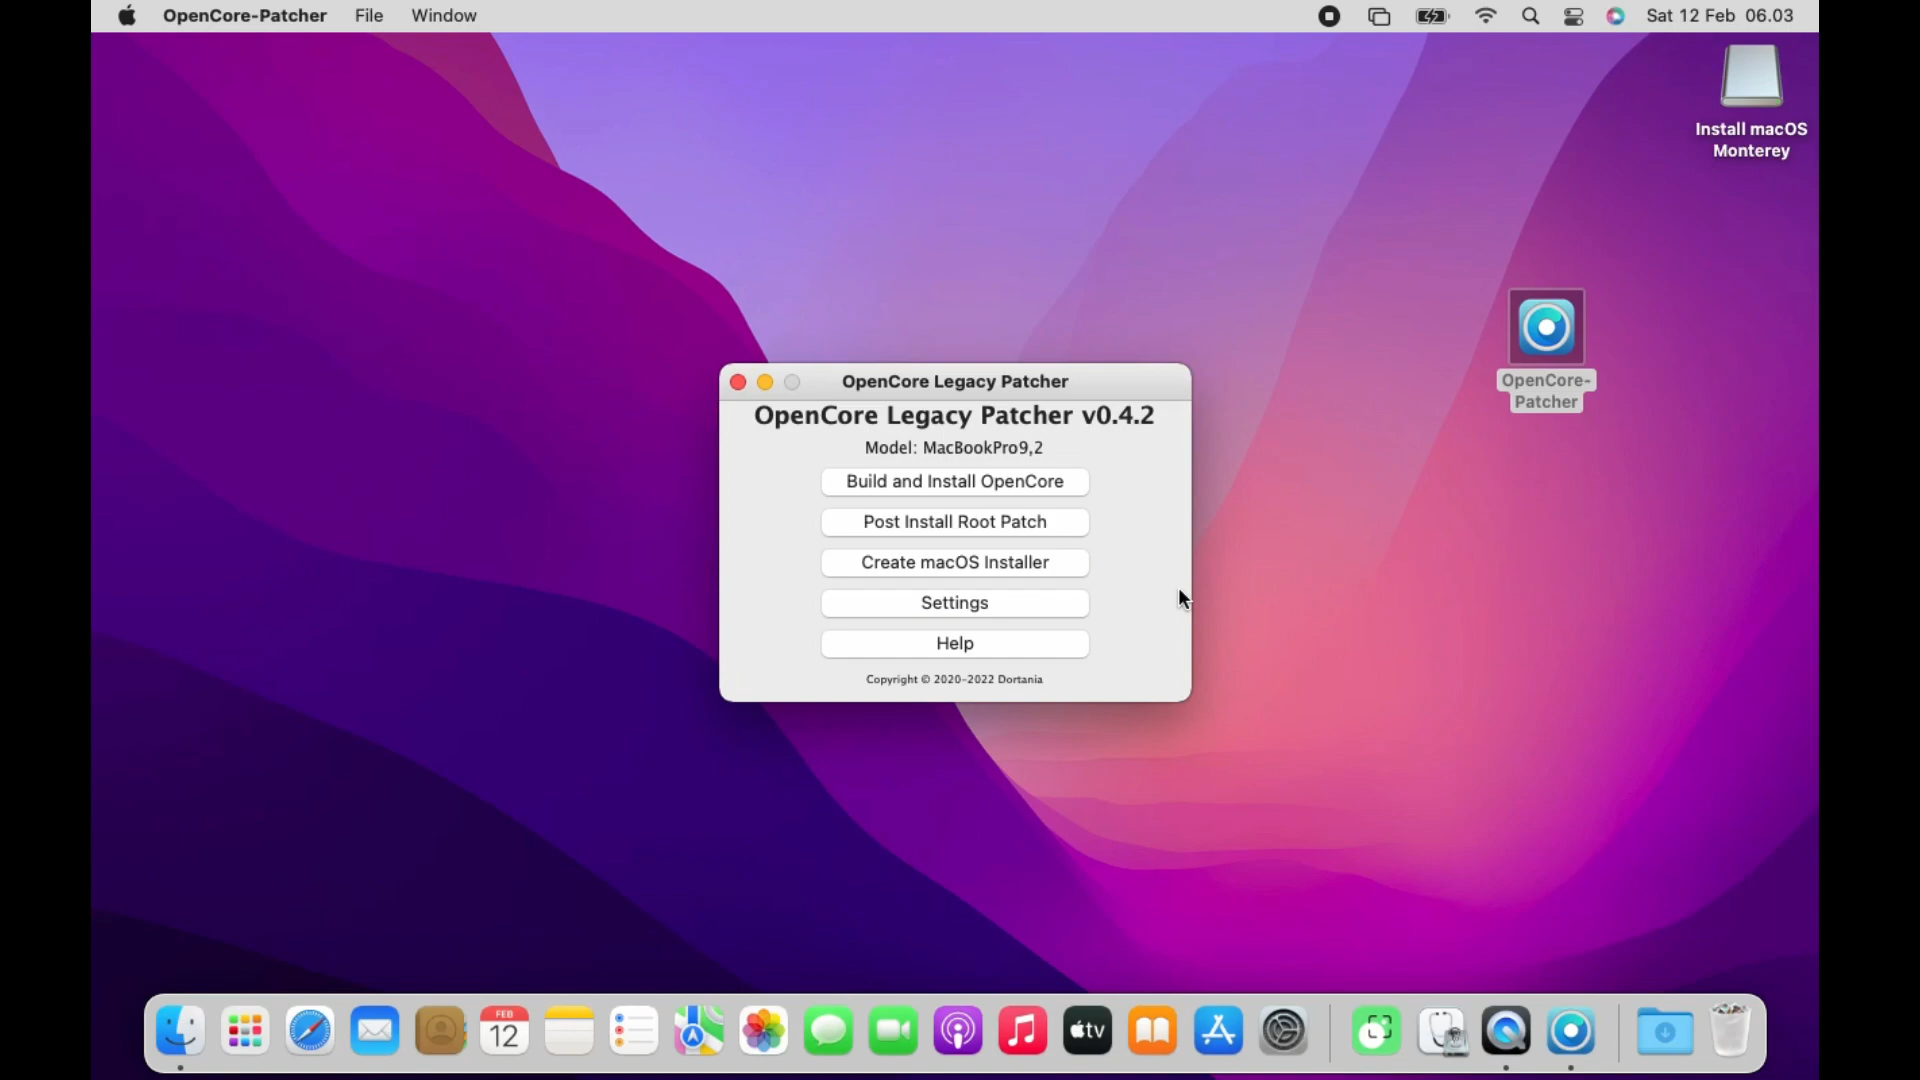 OpenCore-Patcher File Window Sat 12 Feb 06.03
Install macOS
Monterey
OpenCore-
Patcher
OpenCore Legacy Patcher
OpenCore Legacy Patcher v0.4.2
Model: MacBookPro9,2
Build and Install OpenCore
Post Install Root Patch
Create macOS Installer
Settings
Help
Copyright © 2020-2022 Dortania
FEB
12
tv